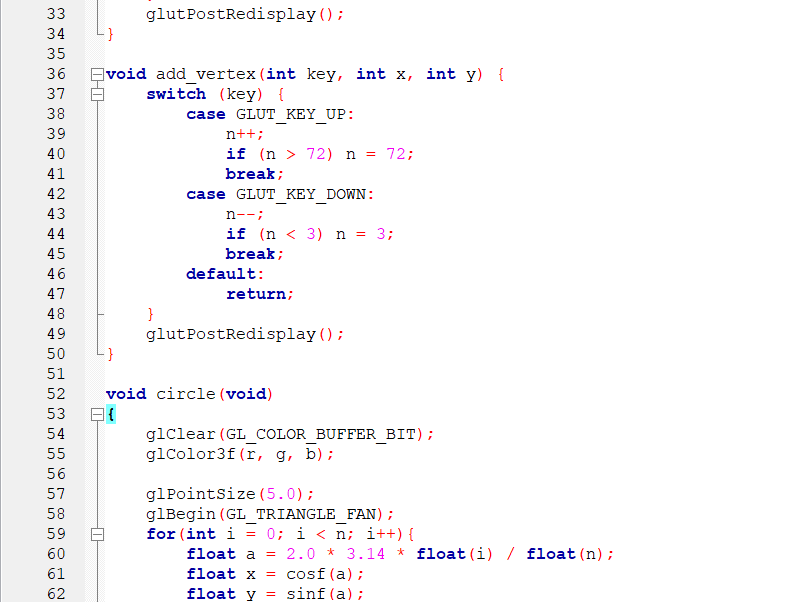 33 glutPostRedisplay();
34 }
35
36 void add_vertex(int key, int x, int y) {
37 switch (key) {
38 case GLUT_KEY_UP:
39 n++;
40 if (n > 72) n = 72;
41 break;
42 case GLUT_KEY_DOWN:
43 n--;
44 if (n < 3) n = 3;
45 break;
46 default:
47 return;
48 }
49 glutPostRedisplay();
50 }
51
52 void circle(void)
53 {
54 glClear(GL_COLOR_BUFFER_BIT);
55 glColor3f(r, g, b);
56
57 glPointSize(5.0);
58 glBegin(GL_TRIANGLE_FAN);
59 for(int i = 0; i < n; i++){
60 float a = 2.0 * 3.14 * float(i) / float(n);
61 float x = cosf(a);
62 float y = sinf(a);